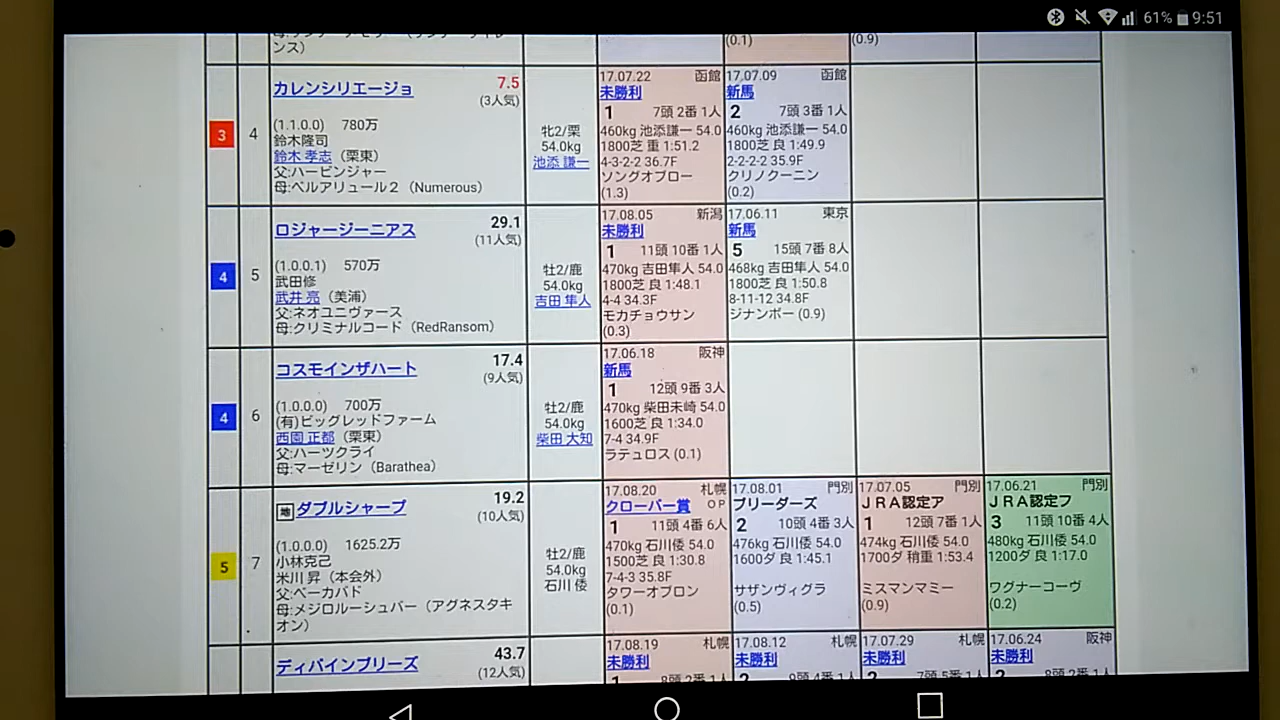 61% 9:51
ンス)
(0.1)
(0.9)
3
4
カレンシリエージョ
7.5
(3人気)
(1.1.0.0) 780万
鈴木隆司
鈴木 孝志（栗東）
父:ハービンジャー
母:ベルアリュール２（Numerous）
牝2/栗
54.0kg
池添 謙一
17.07.22 函館
未勝利
1 7頭 2番 1人
460kg 池添謙一 54.0
1800芝 重 1:51.2
4-3-2-2 36.7F
ソングオブロー
(1.3)
17.07.09 函館
新馬
2 7頭 3番 1人
460kg 池添謙一 54.0
1800芝 良 1:49.9
2-2-2-2 35.9F
クリノクーニン
(0.2)
4
5
ロジャージーニアス
29.1
(11人気)
(1.0.0.1) 570万
武田修
武井 亮（美浦）
父:ネオユニヴァース
母:クリミナルコード（RedRansom）
牡2/鹿
54.0kg
吉田 隼人
17.08.05 新潟
未勝利
1 11頭 10番 1人
470kg 吉田隼人 54.0
1800芝 良 1:48.1
4-4 34.3F
モカチョウサン
(0.3)
17.06.11 東京
新馬
5 15頭 7番 8人
468kg 吉田隼人 54.0
1800芝 良 1:50.8
8-11-12 34.8F
ジナンボー (0.9)
4
6
コスモインザハート
17.4
(9人気)
(1.0.0.0) 700万
(有)ビッグレッドファーム
西園 正都（栗東）
父:ハーツクライ
母:マーゼリン（Barathea）
牡2/鹿
54.0kg
柴田 大知
17.06.18 阪神
新馬
1 12頭 9番 3人
470kg 柴田未崎 54.0
1600芝 良 1:34.0
7-4 34.9F
ラテュロス (0.1)
5
7
地 ダブルシャープ
19.2
(10人気)
(1.0.0.0) 1625.2万
小林克己
米川 昇（本会外）
父:ベーカバド
母:メジロルーシュバー（アグネスタキ
オン）
牡2/鹿
54.0kg
石川 倭
17.08.20 札幌
クローバー賞 OP
1 11頭 4番 6人
470kg 石川倭 54.0
1500芝 良 1:30.8
7-4-3 35.8F
タワーオブロン
(0.1)
17.08.01 門別
ブリーダーズ
2 10頭 4番 3人
476kg 石川倭 54.0
1600ダ 良 1:45.1
サザンヴィグラ
(0.5)
17.07.05 門別
ＪＲＡ認定ア
1 12頭 7番 1人
474kg 石川倭 54.0
1700ダ 稍重 1:53.4
ミスマンマミー
(0.9)
17.06.21 門別
ＪＲＡ認定フ
3 11頭 10番 4人
480kg 石川倭 54.0
1200ダ 良 1:17.0
ワグナーコーヴ
(0.2)
ディバインブリーズ
43.7
(12人気)
17.08.19 札幌
未勝利
17.08.12 札幌
未勝利
17.07.29 札幌
未勝利
17.06.24 阪神
未勝利